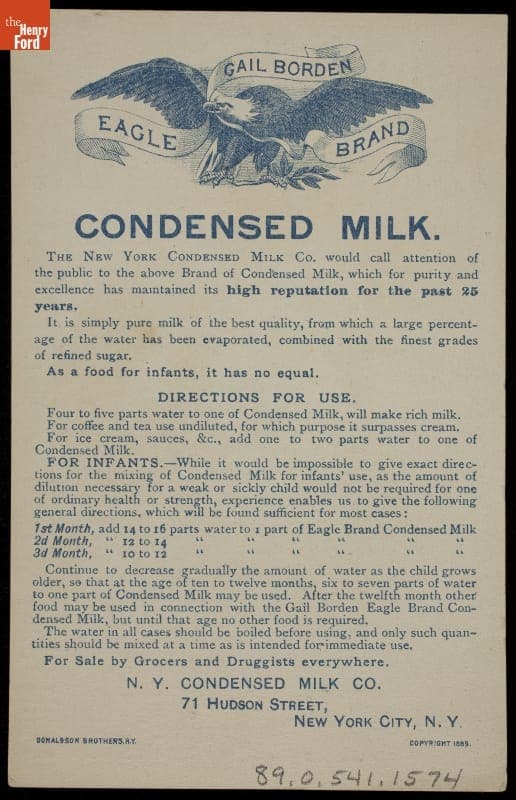 the
Henry
Ford
GAIL BORDEN
EAGLE
BRAND
CONDENSED MILK.
THE NEW YORK CONDENSED MILK CO. would call attention of
the public to the above Brand of Condensed Milk, which for purity and
excellence has maintained its high reputation for the past 25
years.
It is simply pure milk of the best quality, from which a large percent-
age of the water has been evaporated, combined with the finest grades
of refined sugar.
As a food for infants, it has no equal.
DIRECTIONS FOR USE.
Four to five parts water to one of Condensed Milk, will make rich milk.
For coffee and tea use undiluted, for which purpose it surpasses cream.
For ice cream, sauces, &c., add one to two parts water to one of
Condensed Milk.
FOR INFANTS.—While it would be impossible to give exact direc-
tions for the mixing of Condensed Milk for infants' use, as the amount of
dilution necessary for a weak or sickly child would not be required for one
of ordinary health or strength, experience enables us to give the following
general directions, which will be found sufficient for most cases:
1st Month, add 14 to 16 parts water to 1 part of Eagle Brand Condensed Milk
2d Month, " 12 to 14 " " " " " "
3d Month, " 10 to 12 " " " " " "
Continue to decrease gradually the amount of water as the child grows
older, so that at the age of ten to twelve months, six to seven parts of water
to one part of Condensed Milk may be used. After the twelfth month other
food may be used in connection with the Gail Borden Eagle Brand Con-
densed Milk, but until that age no other food is required.
The water in all cases should be boiled before using, and only such quan-
tities should be mixed at a time as is intended for immediate use.
For Sale by Grocers and Druggists everywhere.
N. Y. CONDENSED MILK CO.
71 HUDSON STREET,
NEW YORK CITY, N. Y.
DONALDSON BROTHERS, N.Y.
COPYRIGHT 1885.
89.0.541.1574